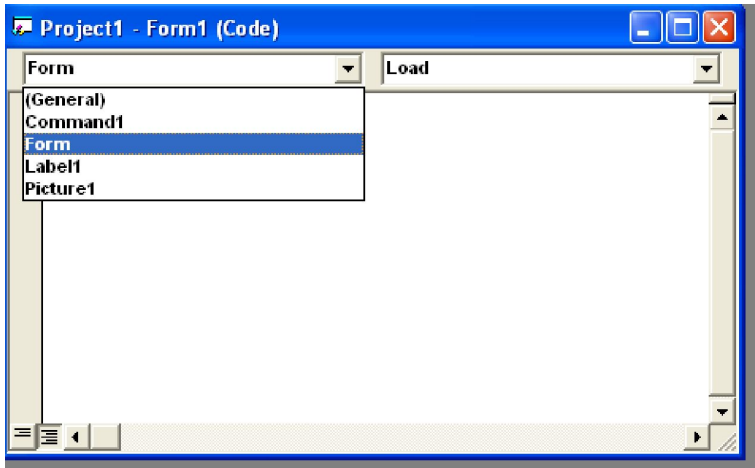 Project1 - Form1 (Code)
Form Load
(General)
Command1
Form
Label1
Picture1